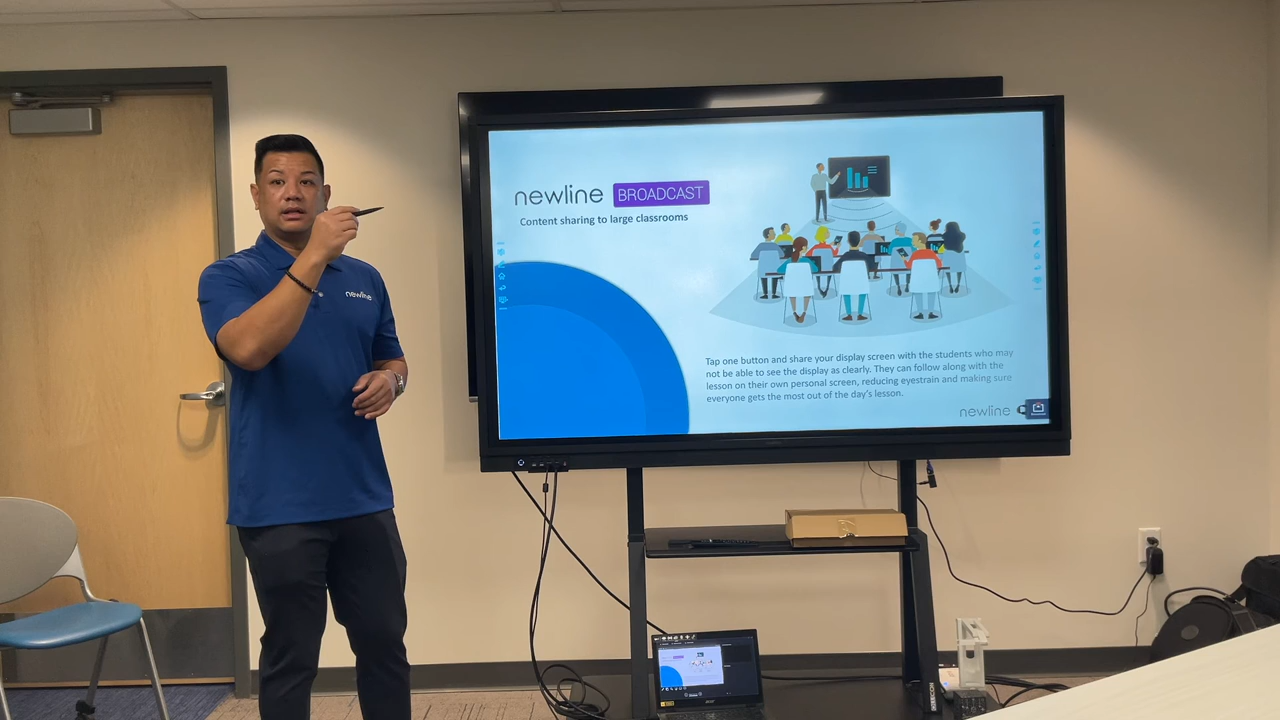 newline BROADCAST
Content sharing to large classrooms
newline
Tap one button and share your display screen with the students who may
not be able to see the display as clearly. They can follow along with the
lesson on their own personal screen, reducing eyestrain and making sure
everyone gets the most out of the day's lesson.
newline
acer